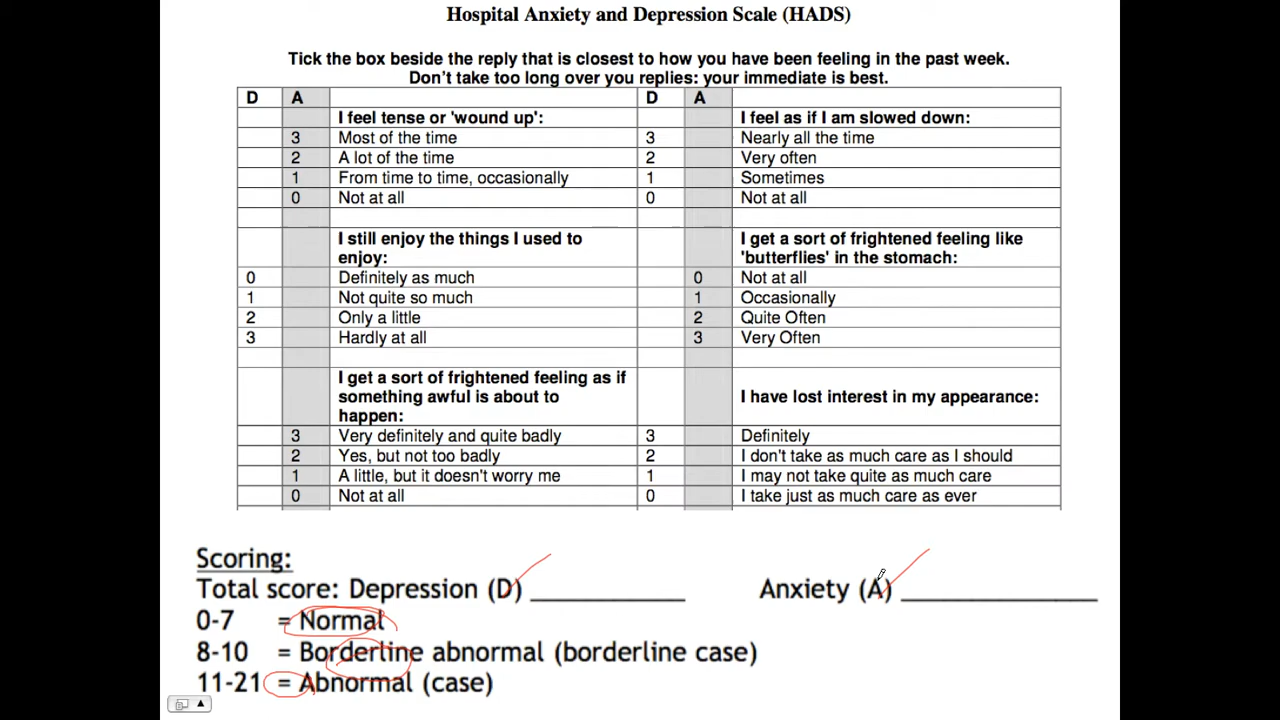 Hospital Anxiety and Depression Scale (HADS)
Tick the box beside the reply that is closest to how you have been feeling in the past week.
Don't take too long over you replies: your immediate is best.
D A D A
I feel tense or 'wound up': I feel as if I am slowed down:
3 Most of the time 3 Nearly all the time
2 A lot of the time 2 Very often
1 From time to time, occasionally 1 Sometimes
0 Not at all 0 Not at all
I still enjoy the things I used to enjoy: I get a sort of frightened feeling like 'butterflies' in the stomach:
0 Definitely as much 0 Not at all
1 Not quite so much 1 Occasionally
2 Only a little 2 Quite Often
3 Hardly at all 3 Very Often
I get a sort of frightened feeling as if something awful is about to happen: I have lost interest in my appearance:
3 Very definitely and quite badly 3 Definitely
2 Yes, but not too badly 2 I don't take as much care as I should
1 A little, but it doesn't worry me 1 I may not take quite as much care
0 Not at all 0 I take just as much care as ever
Scoring:
Total score: Depression (D) ___________ Anxiety (A) ______________
0-7 = Normal
8-10 = Borderline abnormal (borderline case)
11-21 = Abnormal (case)